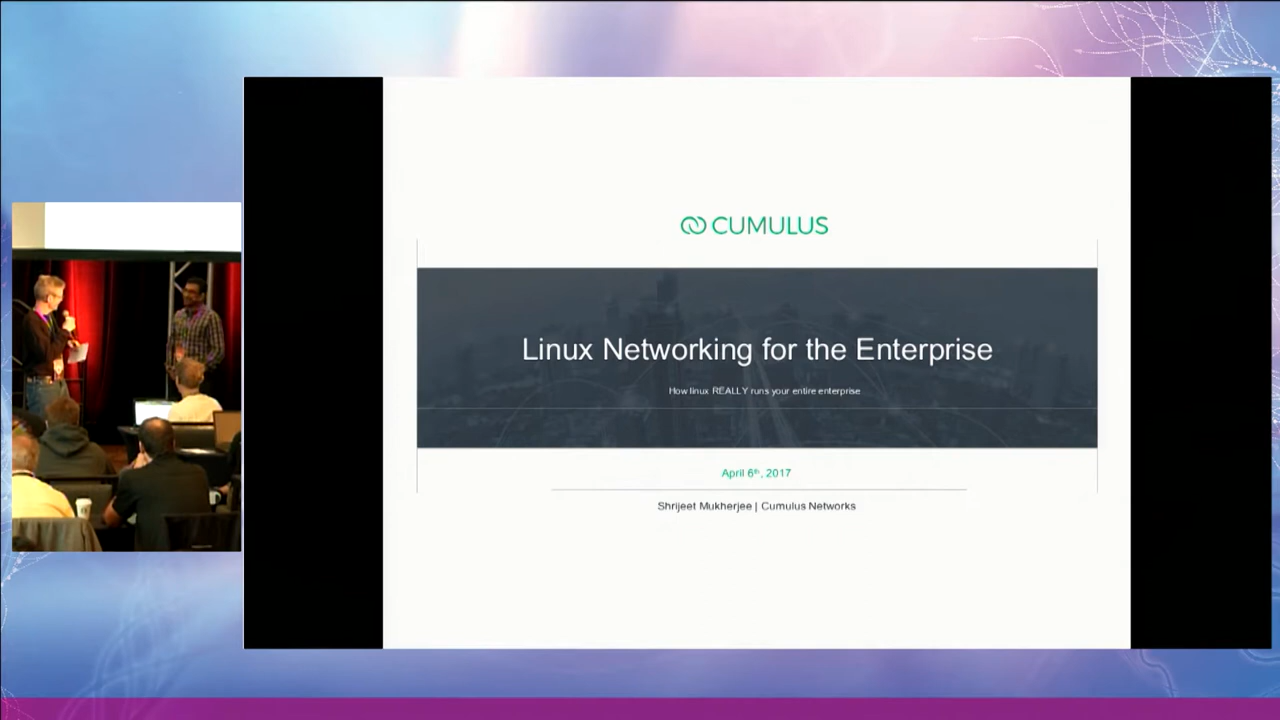 CUMULUS
Linux Networking for the Enterprise
How linux REALLY runs your entire enterprise
April 6th, 2017
Shrijeet Mukherjee | Cumulus Networks